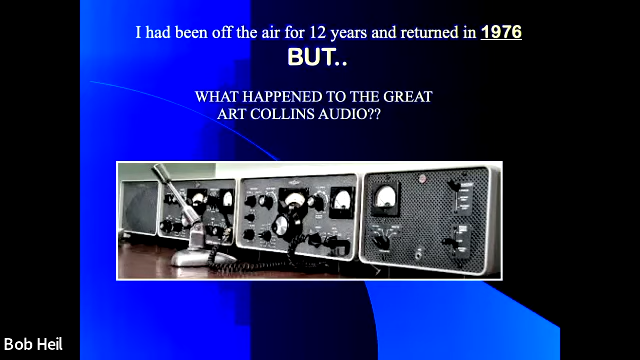 I had been off the air for 12 years and returned in 1976
BUT..
WHAT HAPPENED TO THE GREAT
ART COLLINS AUDIO??
Bob Heil